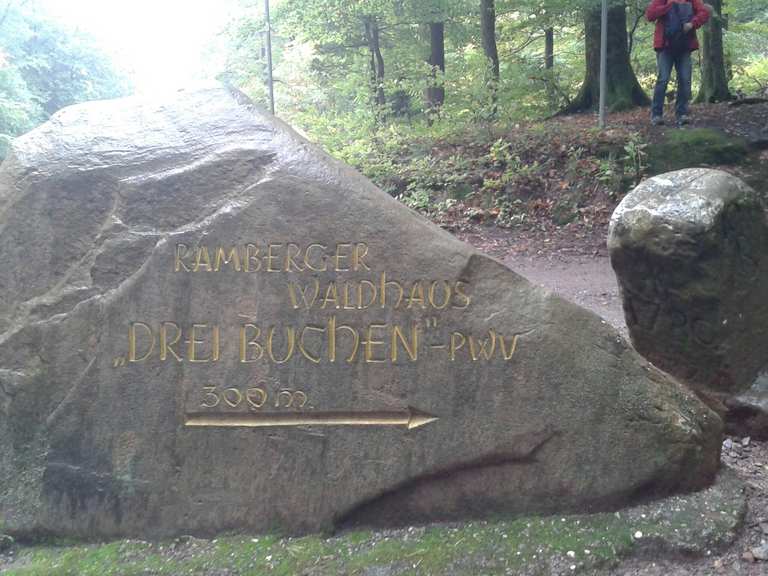 RAMBERGER
WALDHAUS
„DREI BUCHEN“-PWV
300 m.